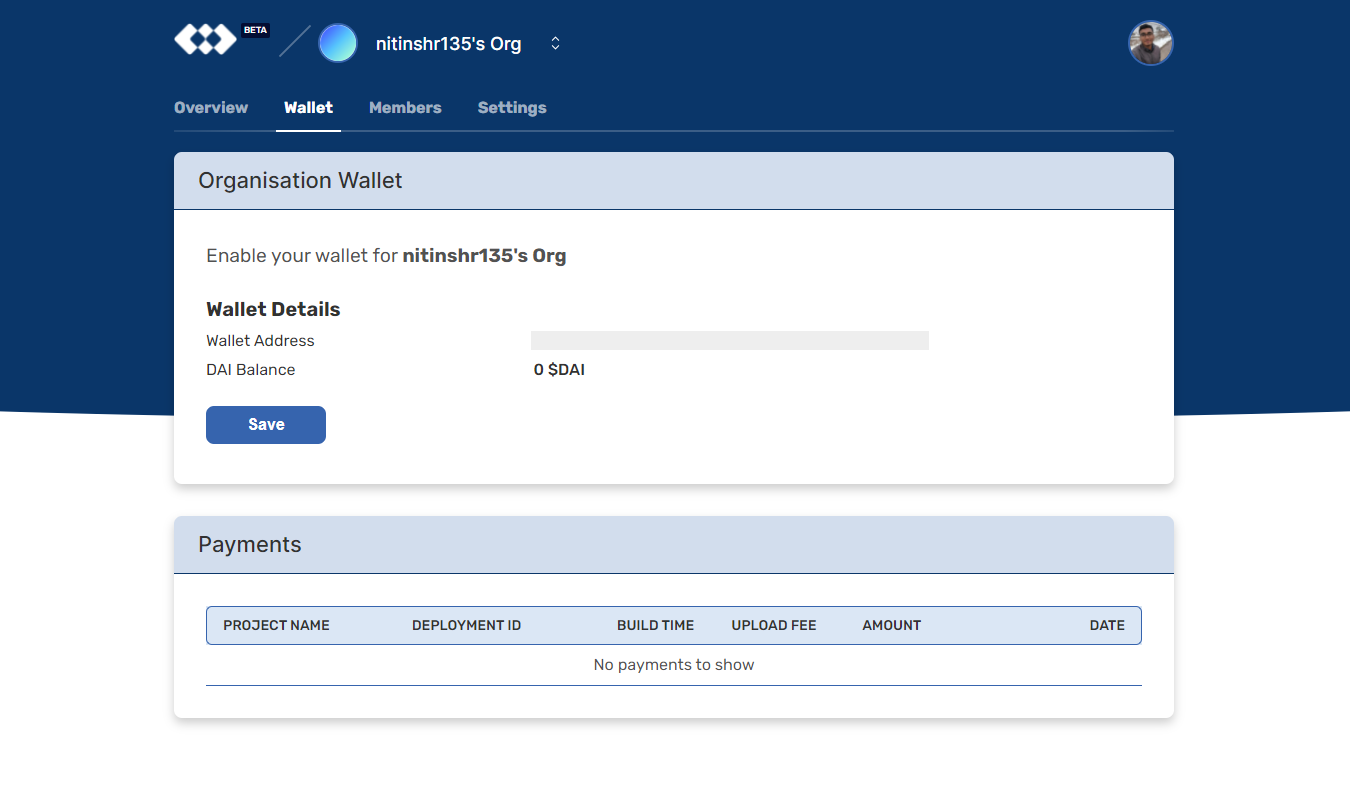 BETA
nitinshr135's Org
Overview Wallet Members Settings
Organisation Wallet
Enable your wallet for nitinshr135's Org
Wallet Details
Wallet Address
DAI Balance 0 $DAI
Save
Payments
PROJECT NAME DEPLOYMENT ID BUILD TIME UPLOAD FEE AMOUNT DATE
No payments to show